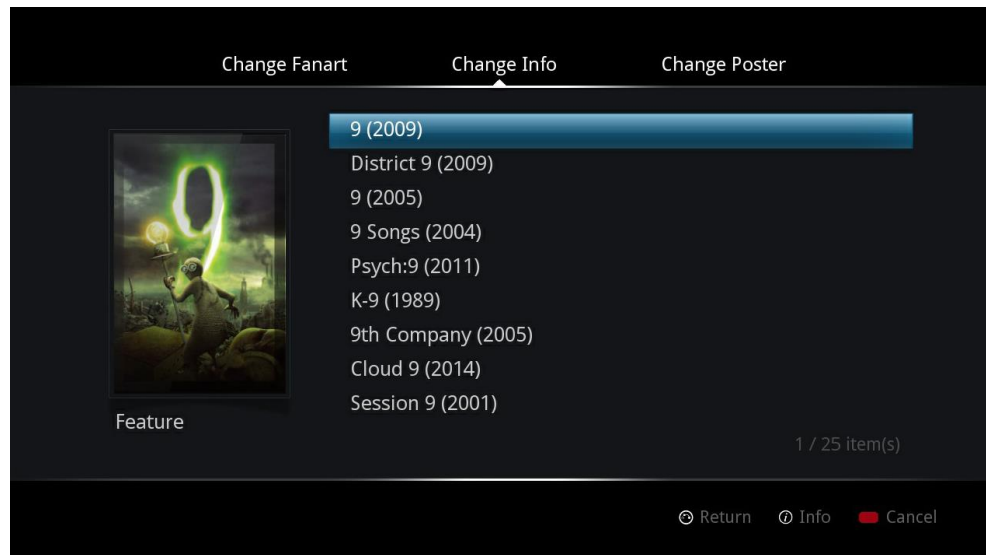 Change Fanart Change Info Change Poster
9
9 (2009)
District 9 (2009)
9 (2005)
9 Songs (2004)
Psych:9 (2011)
K-9 (1989)
9th Company (2005)
Cloud 9 (2014)
Session 9 (2001)
Feature
1 / 25 item(s)
Return Info Cancel